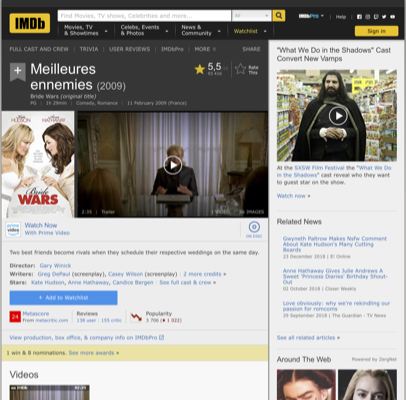 IMDb
Find Movies, TV shows, Celebrities and more...
All
IMDbPro
Help
Movies, TV
& Showtimes
Celebs, Events
& Photos
News &
Community
Watchlist
Sign in
FULL CAST AND CREW | TRIVIA | USER REVIEWS | IMDbPro | MORE
SHARE
Meilleures
ennemies (2009)
Bride Wars (original title)
PG | 1h 29min | Comedy, Romance | 11 February 2009 (France)
5,5
Rate
This
HUDSON
HATHAWAY
Bride
WARS
2:35 | Trailer
IMAGES
Watch Now
With Prime Video
ON DISC
Two best friends become rivals when they schedule their respective weddings on the same day.
Director: Gary Winick
Writers: Greg DePaul (screenplay), Casey Wilson (screenplay) | 2 more credits »
Stars: Kate Hudson, Anne Hathaway, Candice Bergen | See full cast & crew »
+ Add to Watchlist
24
Metascore
From metacritic.com
Reviews
138 user | 155 critic
Popularity
3 706 ( 1 022)
View production, box office, & company info on IMDbPro
1 win & 8 nominations. See more awards »
Videos
"What We Do in the Shadows" Cast
Convert New Vamps
At the SXSW Film Festival the "What We Do
in the Shadows" cast reveal who they want
to guest star on the show.
Watch now »
Related News
Gwyneth Paltrow Makes Nsfw Comment
About Kate Hudson's Many Cutting
Boards
23 December 2018 | E! Online
Anne Hathaway Gives Julie Andrews A
Sweet 'Princess Diaries' Birthday Shout-
Out
02 October 2018 | Closer Weekly
Love obviously: why we're rekindling our
passion for romcoms
29 September 2018 | The Guardian - TV News
See all related articles »
Around The Web
Powered by ZergNet